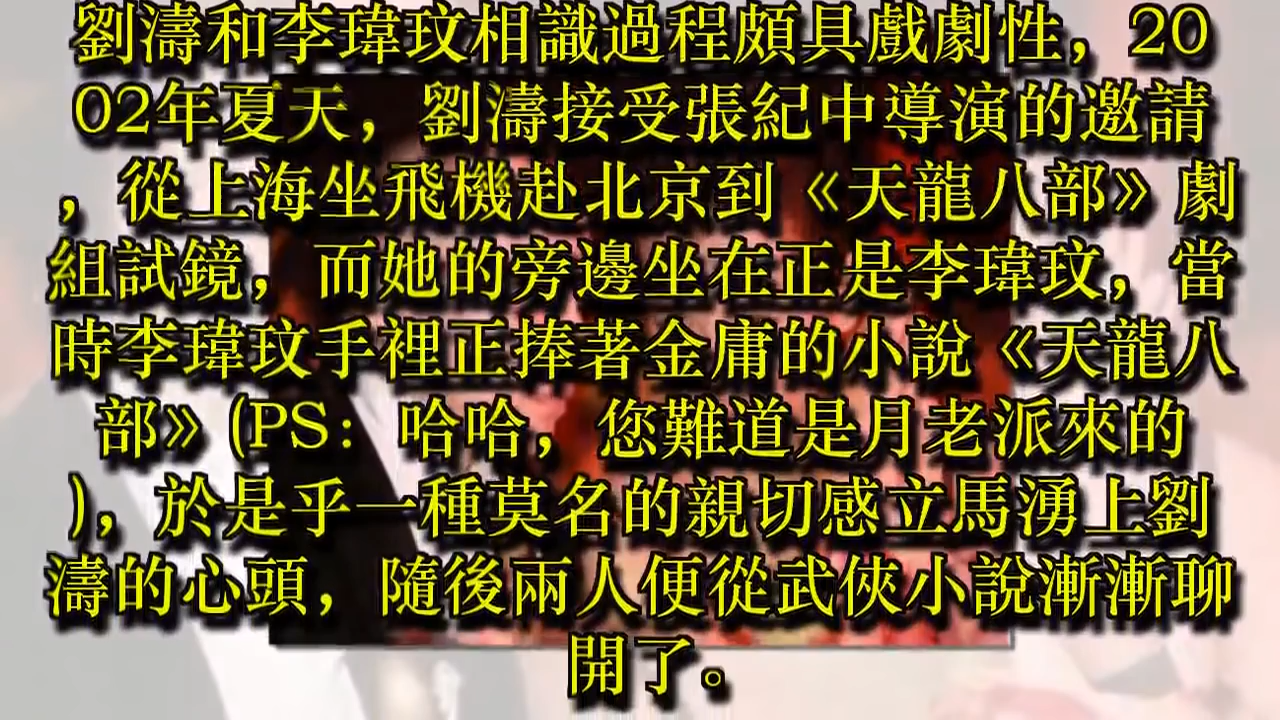 劉濤和李瑋玟相識過程頗具戲劇性，20
02年夏天，劉濤接受張紀中導演的邀請
，從上海坐飛機赴北京到《天龍八部》劇
組試鏡，而她的旁邊坐在正是李瑋玟，當
時李瑋玟手裡正捧著金庸的小說《天龍八
部》(PS：哈哈，您難道是月老派來的
)，於是乎一種莫名的親切感立馬湧上劉
濤的心頭，隨後兩人便從武俠小說漸漸聊
開了。